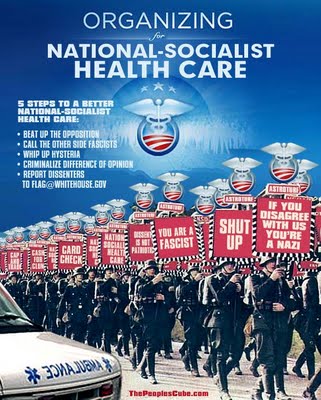 ORGANIZING
for
NATIONAL-SOCIALIST
HEALTH CARE
5 STEPS TO A BETTER
NATIONAL-SOCIALIST
HEALTH CARE:
• BEAT UP THE OPPOSITION
• CALL THE OTHER SIDE FASCISTS
• WHIP UP HYSTERIA
• CRIMINALIZE DIFFERENCE OF OPINION
• REPORT DISSENTERS
TO FLAG@WHITEHOUSE.GOV
ASTROTURF
ASTROTURF
ASTROTURF
ASTROTURF
CARD
CHECK
NATIONAL
SOCIALIST
HEALTH
CARE
DISSENT
IS NOT
PATRIOTIC
YOU ARE A
FASCIST
SHUT
UP
IF YOU
DISAGREE
WITH US
YOU'RE
A NAZI
AMBULANCE
ThePeoplesCube.com